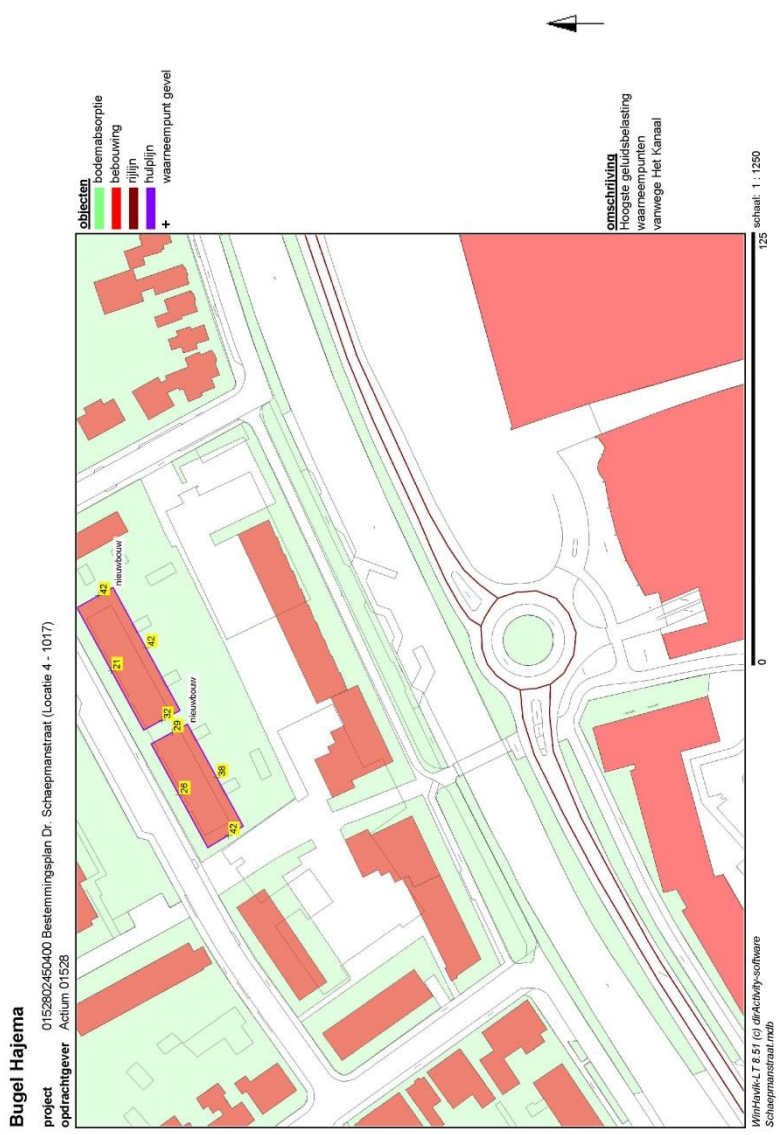 Bugel Hajema
project 0152802450400 Bestemmingsplan Dr. Schaepmanstraat (Locatie 4 - 1017)
opdrachtgever Actium 01528
objecten
bodemabsorptie
bebouwing
rijlijn
hulplijn
+ waarneempunt gevel
42
nieuwbouw
21
42
32
29
nieuwbouw
26
38
42
omschrijving
Hoogste geluidsbelasting
waarneempunten
vanwege Het Kanaal
0 125 schaal: 1 : 1250
WinHavik-LT 8.51 (c) dirActivity-software
Schaepmanstraat.mdb